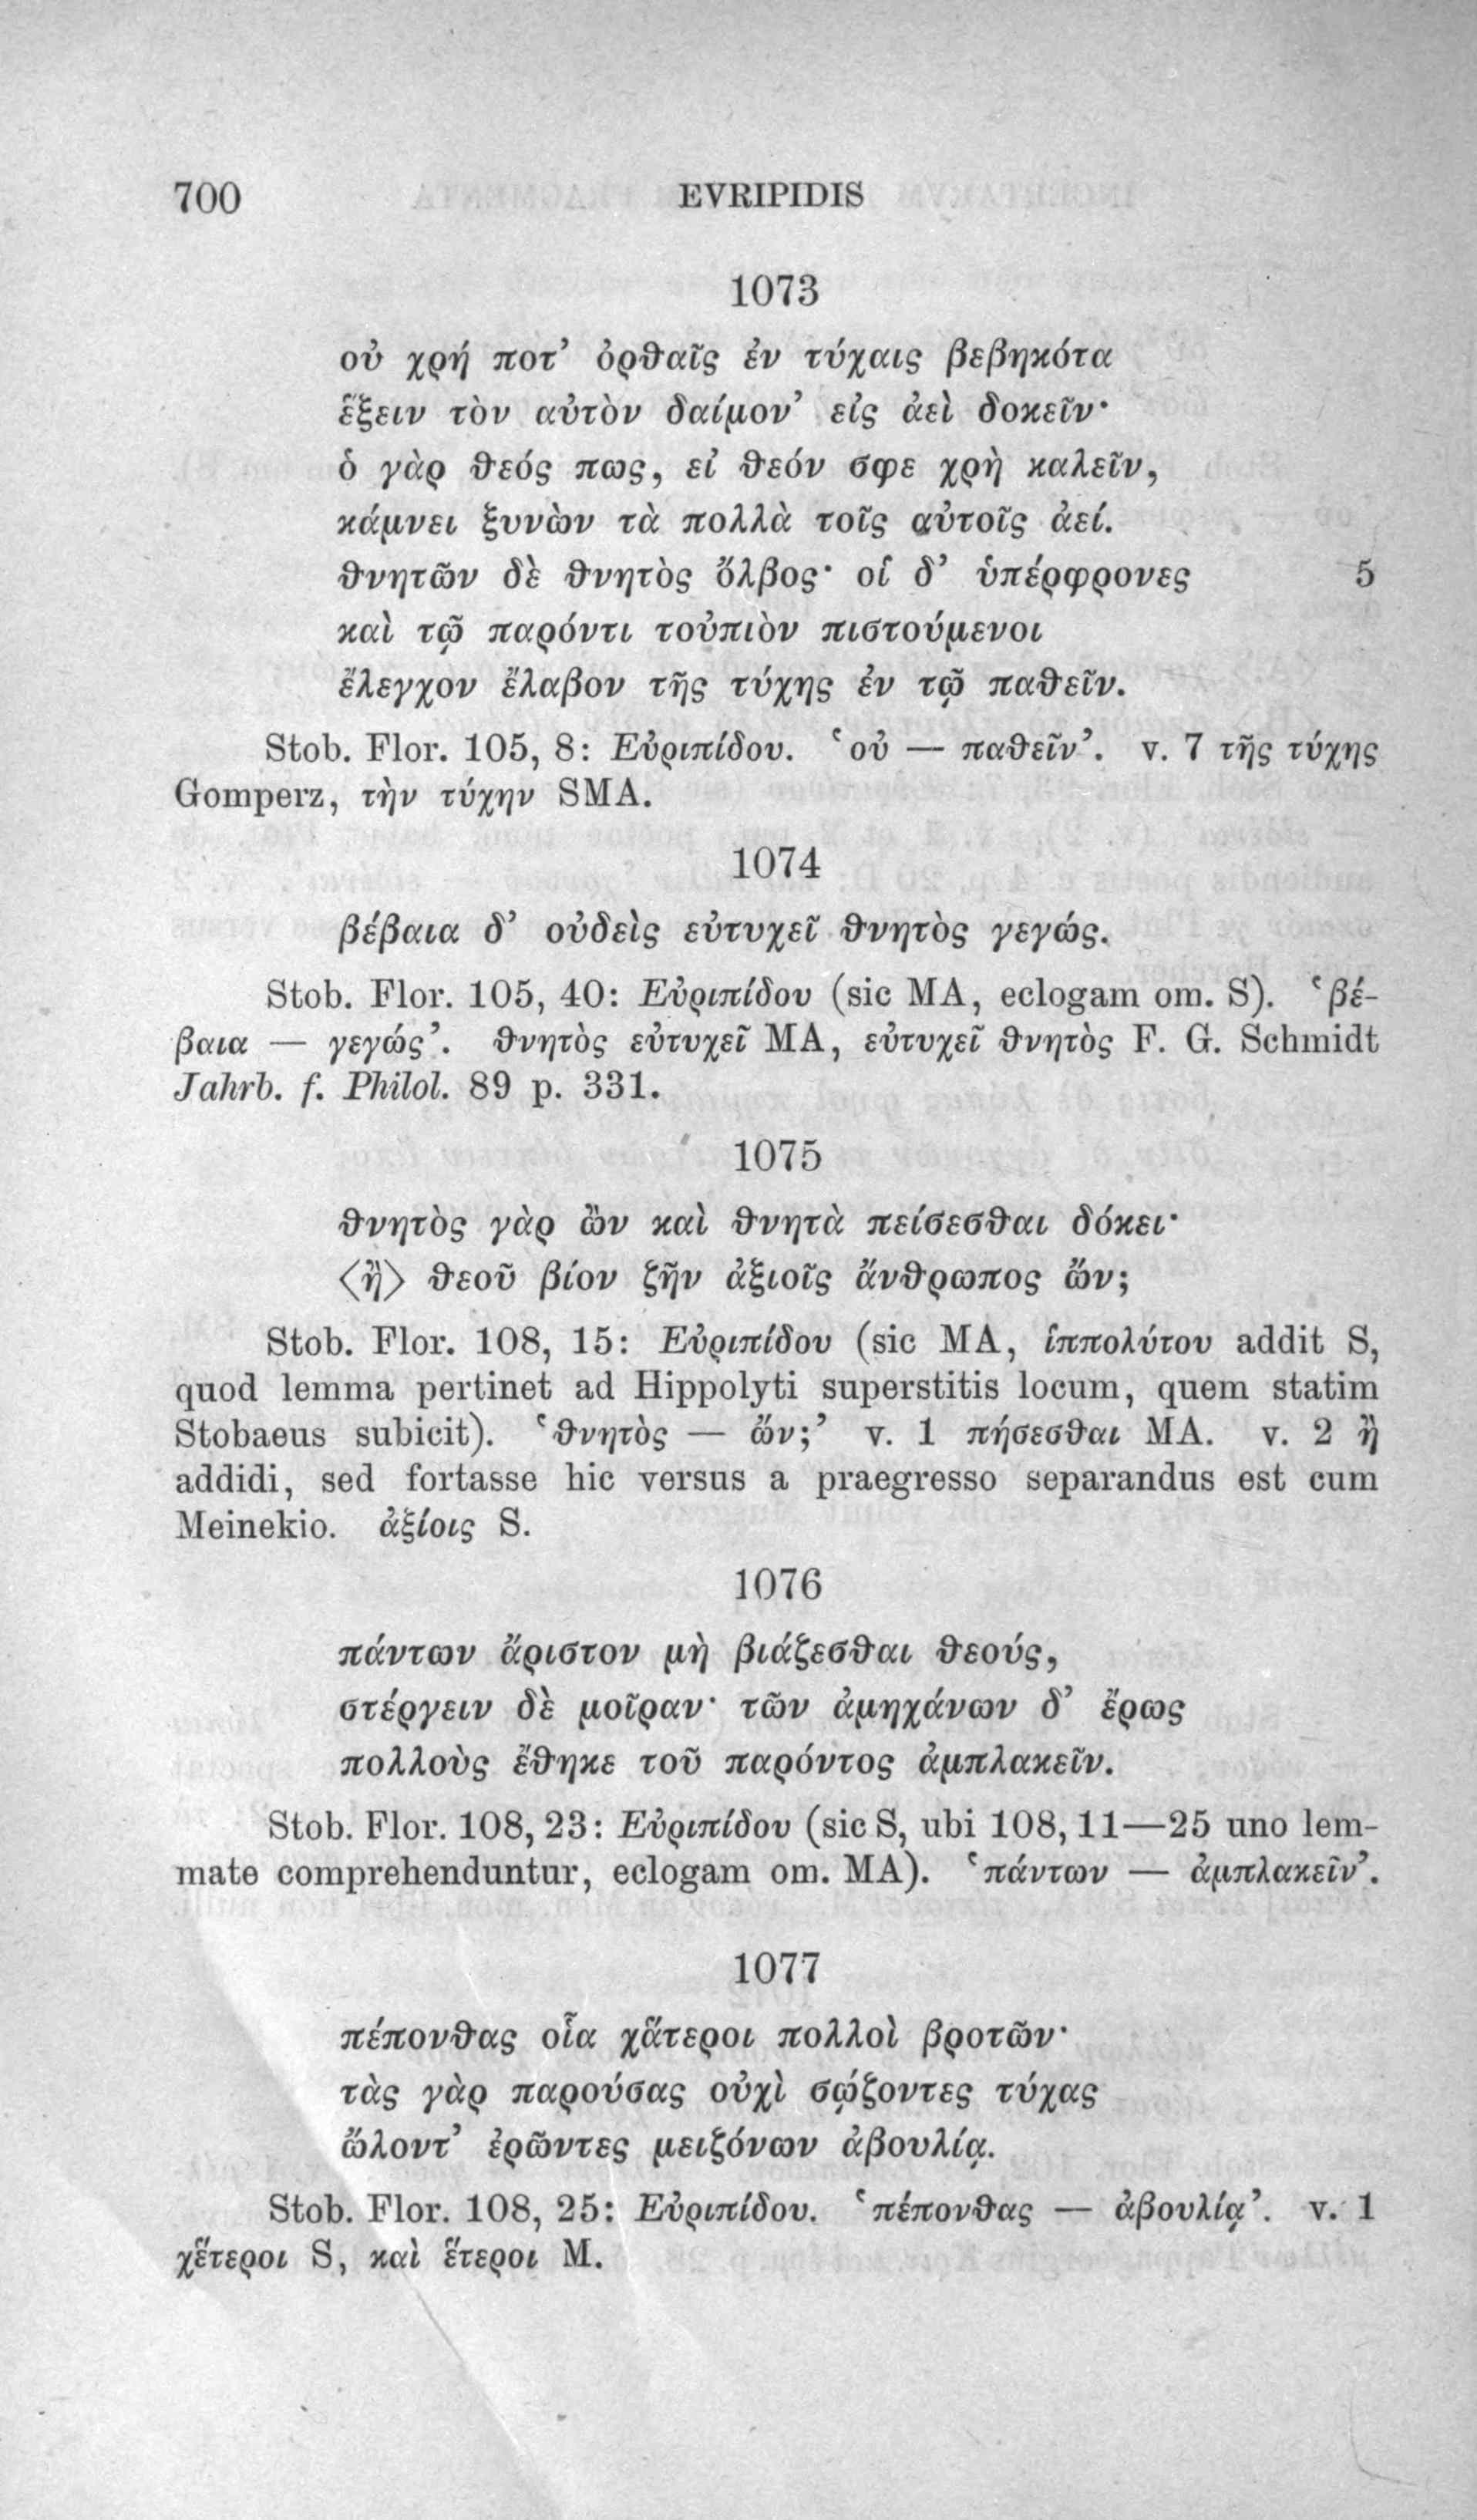 700 EVRIPIDIS
1073
οὐ χρή ποτ’ ὀρθαῖς ἐν τύχαις βεβηκότα
ἕξειν τὸν αὐτὸν δαίμον’ εἰς ἀεὶ δοκεῖν·
ὁ γὰρ θεός πως, εἰ θεόν σφε χρὴ καλεῖν,
κάμνει ξυνὼν τὰ πολλὰ τοῖς αὐτοῖς ἀεί.
θνητῶν δὲ θνητὸς ὄλβος· οἱ δ’ ὑπέρφρονες 5
καὶ τῷ παρόντι τοὐπιὸν πιστούμενοι
ἔλεγχον ἔλαβον τῆς τύχης ἐν τῷ παθεῖν.
Stob. Flor. 105, 8: Εὐριπίδου. ‘οὐ — παθεῖν’. v. 7 τῆς τύχης
Gomperz, τὴν τύχην SMA.
1074
βέβαια δ’ οὐδεὶς εὐτυχεῖ θνητὸς γεγώς.
Stob. Flor. 105, 40: Εὐριπίδου (sic MA, eclogam om. S). ‘βέ-
βαια — γεγώς’. θνητὸς εὐτυχεῖ MA, εὐτυχεῖ θνητὸς F. G. Schmidt
Jahrb. f. Philol. 89 p. 331.
1075
θνητὸς γὰρ ὢν καὶ θνητὰ πείσεσθαι δόκει·
〈ἢ〉 θεοῦ βίον ζῆν ἀξιοῖς ἄνθρωπος ὤν;
Stob. Flor. 108, 15: Εὐριπίδου (sic MA, ἱππολύτου addit S,
quod lemma pertinet ad Hippolyti superstitis locum, quem statim
Stobaeus subicit). ‘θνητὸς — ὤν;’ v. 1 πήσεσθαι MA. v. 2 ἢ
addidi, sed fortasse hic versus a praegresso separandus est cum
Meinekio. ἀξίοις S.
1076
πάντων ἄριστον μὴ βιάζεσθαι θεούς,
στέργειν δὲ μοῖραν· τῶν ἀμηχάνων δ’ ἔρως
πολλοὺς ἔθηκε τοῦ παρόντος ἀμπλακεῖν.
Stob. Flor. 108, 23: Εὐριπίδου (sic S, ubi 108, 11—25 uno lem-
mate comprehenduntur, eclogam om. MA). ‘πάντων — ἀμπλακεῖν’.
1077
πέπονθας οἷα χἄτεροι πολλοὶ βροτῶν·
τὰς γὰρ παρούσας οὐχὶ σῴζοντες τύχας
ὤλοντ’ ἐρῶντες μειζόνων ἀβουλίᾳ.
Stob. Flor. 108, 25: Εὐριπίδου. ‘πέπονθας — ἀβουλίᾳ’. v. 1
χἕτεροι S, καὶ ἕτεροι M.